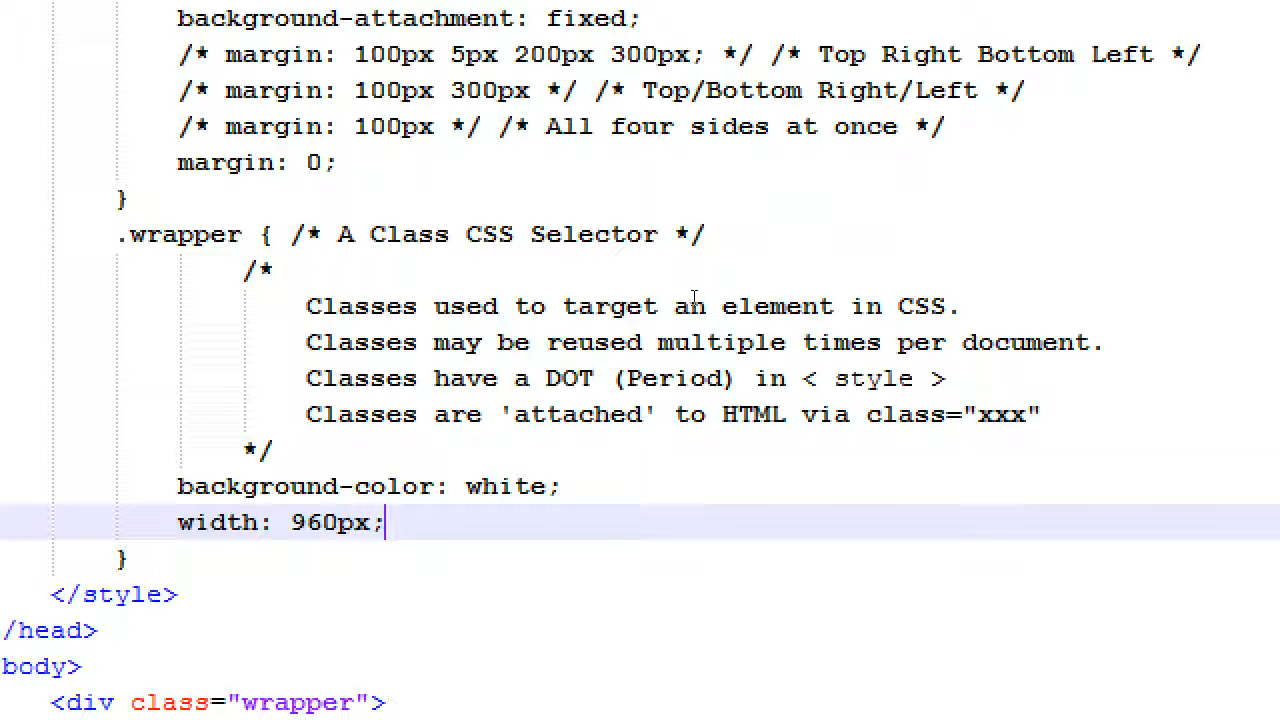 background-attachment: fixed;
/* margin: 100px 5px 200px 300px; */ /* Top Right Bottom Left */
/* margin: 100px 300px */ /* Top/Bottom Right/Left */
/* margin: 100px */ /* All four sides at once */
margin: 0;
}
.wrapper { /* A Class CSS Selector */
/*
Classes used to target an element in CSS.
Classes may be reused multiple times per document.
Classes have a DOT (Period) in < style >
Classes are 'attached' to HTML via class="xxx"
*/
background-color: white;
width: 960px;
}
</style>
/head>
body>
<div class="wrapper">